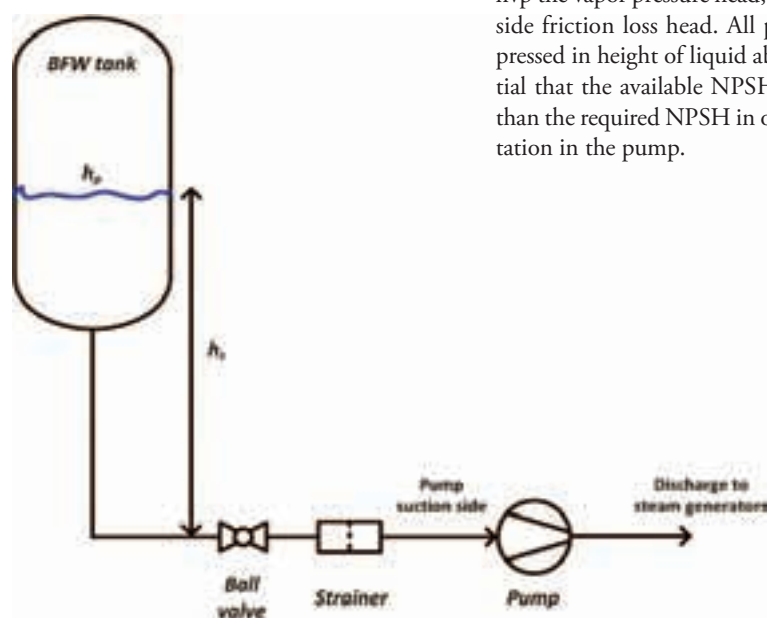 hvp the vapor pressure head,
side friction loss head. All p
pressed in height of liquid ab
tial that the available NPSH
than the required NPSH in o
tation in the pump.
BFW tank
hₚ
hₛ
Pump
suction side
Discharge to
steam generators
Ball
valve
Strainer
Pump